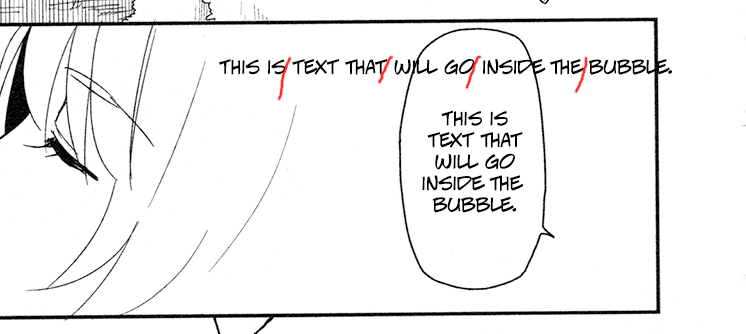 THIS IS TEXT THAT WILL GO INSIDE THE BUBBLE.
THIS IS
TEXT THAT
WILL GO
INSIDE THE
BUBBLE.